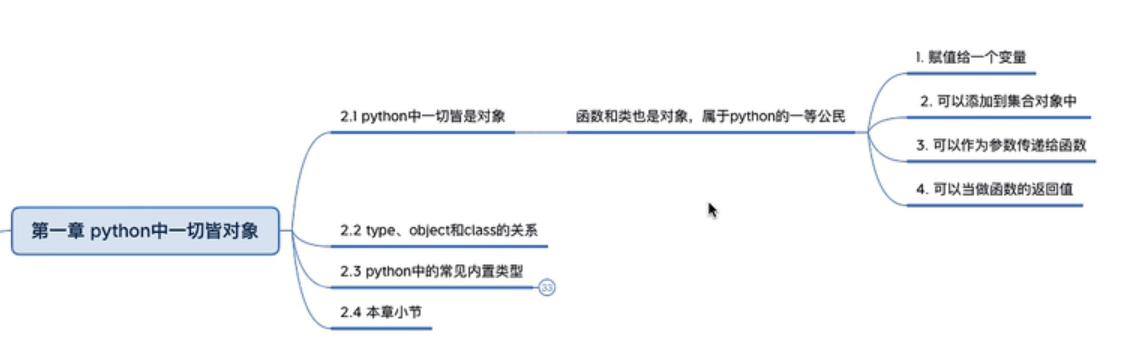 第一章 python中一切皆对象
2.1 python中一切皆是对象
函数和类也是对象，属于python的一等公民
1. 赋值给一个变量
2. 可以添加到集合对象中
3. 可以作为参数传递给函数
4. 可以当做函数的返回值
2.2 type、object和class的关系
2.3 python中的常见内置类型
33
2.4 本章小节